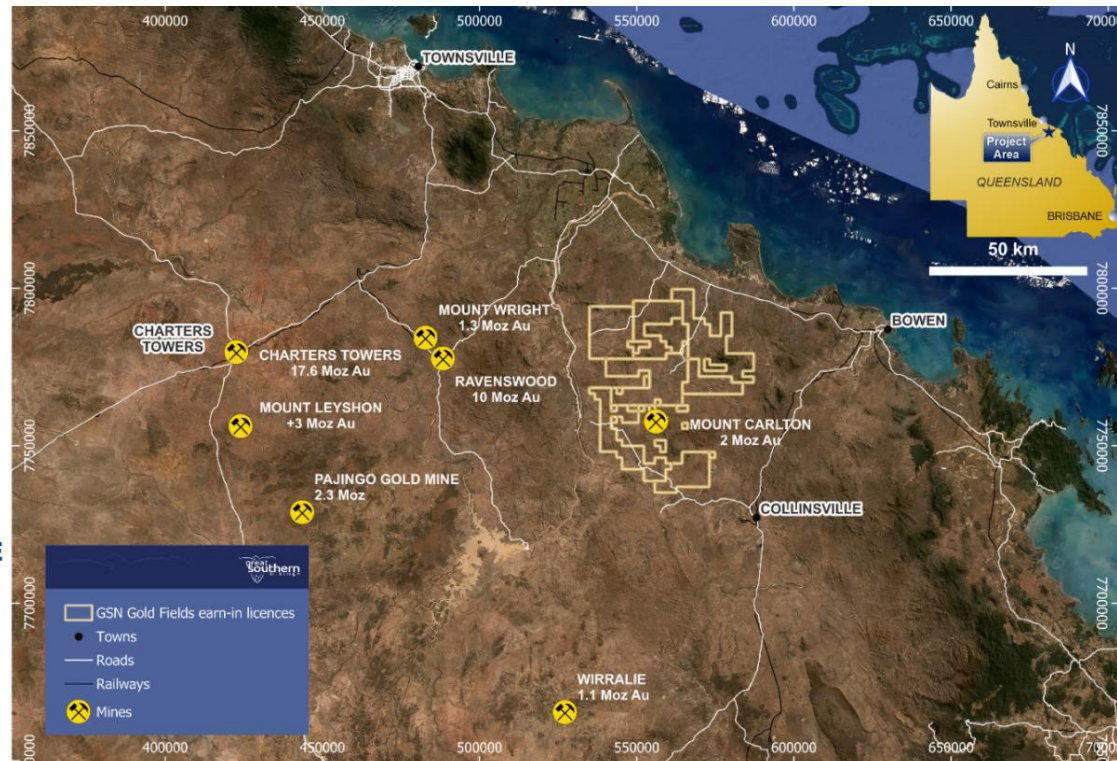 400000
450000
500000
550000
600000
650000
TOWNSVILLE
N
Cairns
Townsville
Project
Area
QUEENSLAND
BRISBANE
50 km
7850000
7850000
7800000
7800000
MOUNT WRIGHT
1.3 Moz Au
BOWEN
CHARTERS
TOWERS
CHARTERS TOWERS
17.6 Moz Au
RAVENSWOOD
10 Moz Au
MOUNT LEYSHON
+3 Moz Au
MOUNT CARLTON
2 Moz Au
7750000
7750000
PAJINGO GOLD MINE
2.3 Moz
COLLINSVILLE
great
southern
GSN Gold Fields earn-in licences
Towns
Roads
Railways
Mines
7700000
7700000
WIRRALIE
1.1 Moz Au
400000
450000
500000
550000
600000
650000